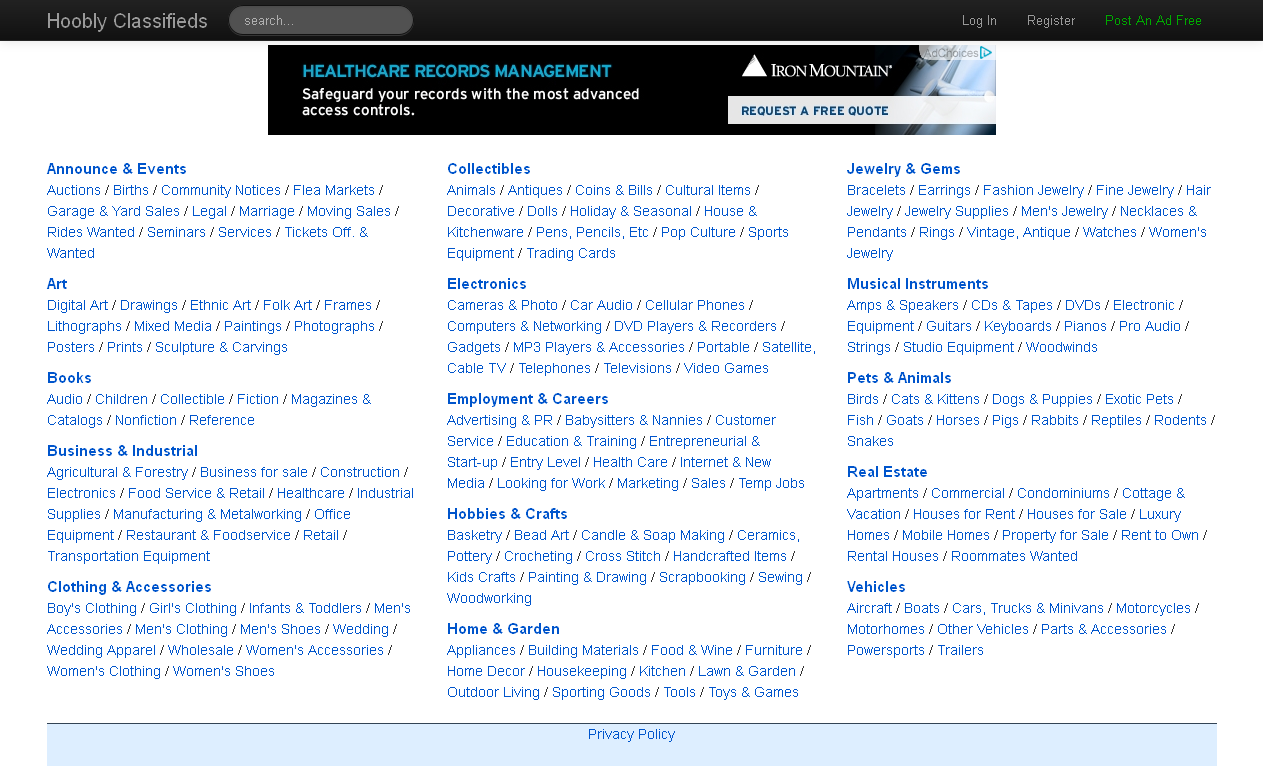 Hoobly Classifieds search... Log In Register Post An Ad Free
AdChoices
HEALTHCARE RECORDS MANAGEMENT
Safeguard your records with the most advanced
access controls.
IRON MOUNTAIN®
REQUEST A FREE QUOTE
Announce & Events
Auctions / Births / Community Notices / Flea Markets /
Garage & Yard Sales / Legal / Marriage / Moving Sales /
Rides Wanted / Seminars / Services / Tickets Off. &
Wanted
Art
Digital Art / Drawings / Ethnic Art / Folk Art / Frames /
Lithographs / Mixed Media / Paintings / Photographs /
Posters / Prints / Sculpture & Carvings
Books
Audio / Children / Collectible / Fiction / Magazines &
Catalogs / Nonfiction / Reference
Business & Industrial
Agricultural & Forestry / Business for sale / Construction /
Electronics / Food Service & Retail / Healthcare / Industrial
Supplies / Manufacturing & Metalworking / Office
Equipment / Restaurant & Foodservice / Retail /
Transportation Equipment
Clothing & Accessories
Boy's Clothing / Girl's Clothing / Infants & Toddlers / Men's
Accessories / Men's Clothing / Men's Shoes / Wedding /
Wedding Apparel / Wholesale / Women's Accessories /
Women's Clothing / Women's Shoes
Collectibles
Animals / Antiques / Coins & Bills / Cultural Items /
Decorative / Dolls / Holiday & Seasonal / House &
Kitchenware / Pens, Pencils, Etc / Pop Culture / Sports
Equipment / Trading Cards
Electronics
Cameras & Photo / Car Audio / Cellular Phones /
Computers & Networking / DVD Players & Recorders /
Gadgets / MP3 Players & Accessories / Portable / Satellite,
Cable TV / Telephones / Televisions / Video Games
Employment & Careers
Advertising & PR / Babysitters & Nannies / Customer
Service / Education & Training / Entrepreneurial &
Start-up / Entry Level / Health Care / Internet & New
Media / Looking for Work / Marketing / Sales / Temp Jobs
Hobbies & Crafts
Basketry / Bead Art / Candle & Soap Making / Ceramics,
Pottery / Crocheting / Cross Stitch / Handcrafted Items /
Kids Crafts / Painting & Drawing / Scrapbooking / Sewing /
Woodworking
Home & Garden
Appliances / Building Materials / Food & Wine / Furniture /
Home Decor / Housekeeping / Kitchen / Lawn & Garden /
Outdoor Living / Sporting Goods / Tools / Toys & Games
Jewelry & Gems
Bracelets / Earrings / Fashion Jewelry / Fine Jewelry / Hair
Jewelry / Jewelry Supplies / Men's Jewelry / Necklaces &
Pendants / Rings / Vintage, Antique / Watches / Women's
Jewelry
Musical Instruments
Amps & Speakers / CDs & Tapes / DVDs / Electronic /
Equipment / Guitars / Keyboards / Pianos / Pro Audio /
Strings / Studio Equipment / Woodwinds
Pets & Animals
Birds / Cats & Kittens / Dogs & Puppies / Exotic Pets /
Fish / Goats / Horses / Pigs / Rabbits / Reptiles / Rodents /
Snakes
Real Estate
Apartments / Commercial / Condominiums / Cottage &
Vacation / Houses for Rent / Houses for Sale / Luxury
Homes / Mobile Homes / Property for Sale / Rent to Own /
Rental Houses / Roommates Wanted
Vehicles
Aircraft / Boats / Cars, Trucks & Minivans / Motorcycles /
Motorhomes / Other Vehicles / Parts & Accessories /
Powersports / Trailers
Privacy Policy